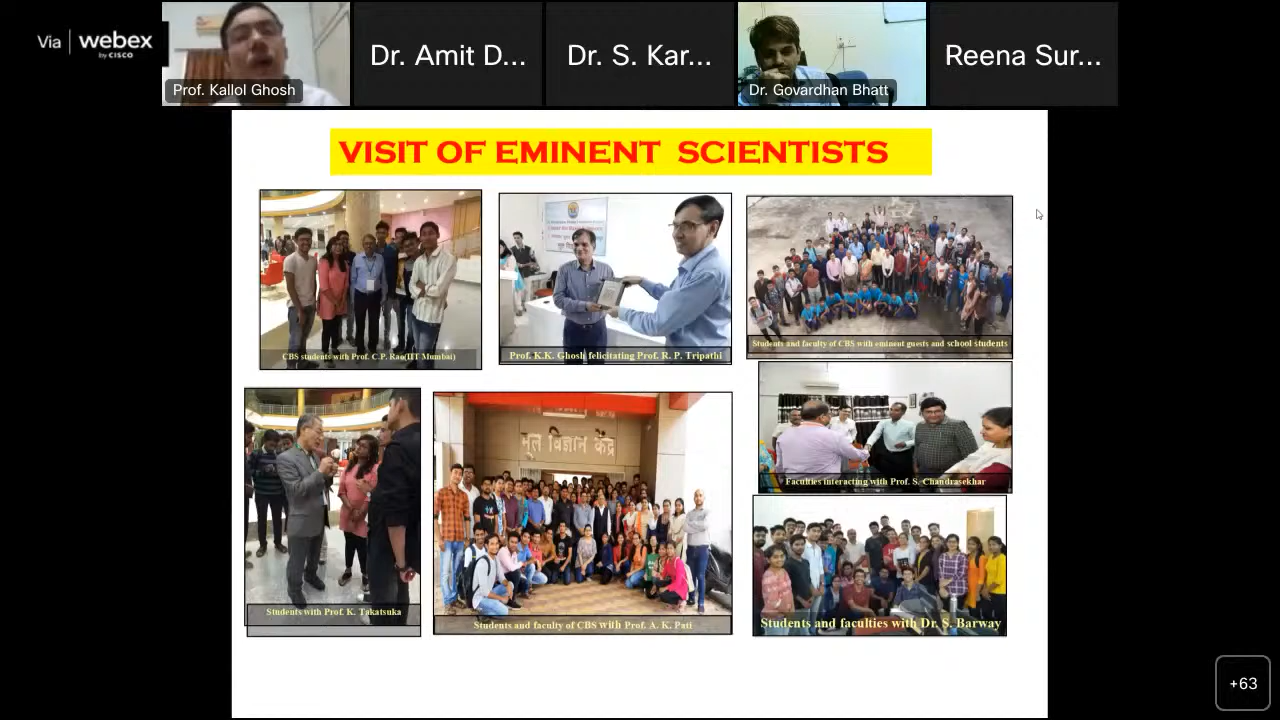 Via | webex
by CISCO
Prof. Kallol Ghosh
Dr. Amit D...
Dr. S. Kar...
Dr. Govardhan Bhatt
Reena Sur...
VISIT OF EMINENT SCIENTISTS
CBS students with Prof. C.P. Rao(IIT Mumbai)
Prof. K.K. Ghosh felicitating Prof. R. P. Tripathi
Students and faculty of CBS with eminent guests and school students
Faculties interacting with Prof. S. Chandrasekhar
मूल विज्ञान केंद्र
Students with Prof. K. Takatsuka
Students and faculty of CBS with Prof. A. K. Pati
Students and faculties with Dr. S. Barway
+63